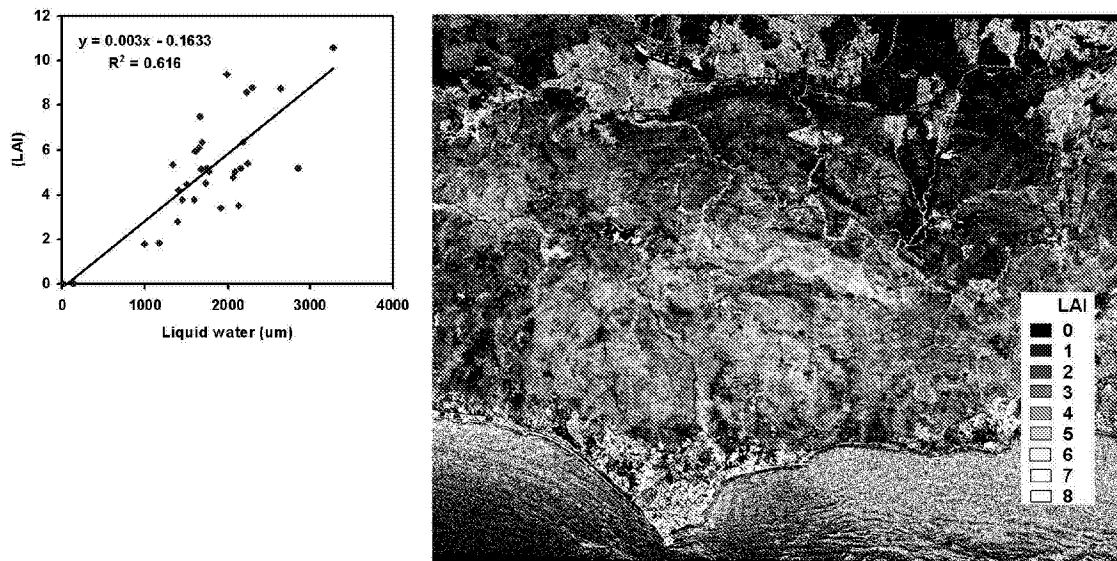 y = 0.003x - 0.1633
R² = 0.616
12
10
8
6
4
2
0
(LAI)
0 1000 2000 3000 4000
Liquid water (um)
LAI
0
1
2
3
4
5
6
7
8